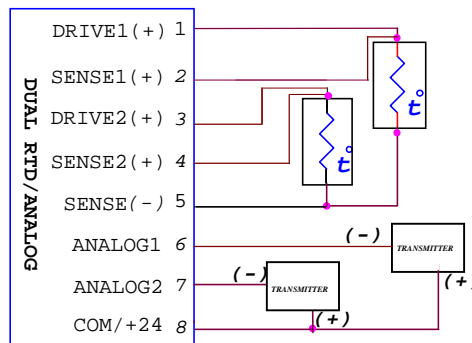 DUAL RTD/ANALOG
DRIVE1(+) 1
SENSE1(+) 2
DRIVE2(+) 3
SENSE2(+) 4
SENSE(-) 5
ANALOG1 6
ANALOG2 7
COM/+24 8
t°
t°
(-) TRANSMITTER (+)
(-) TRANSMITTER (+)